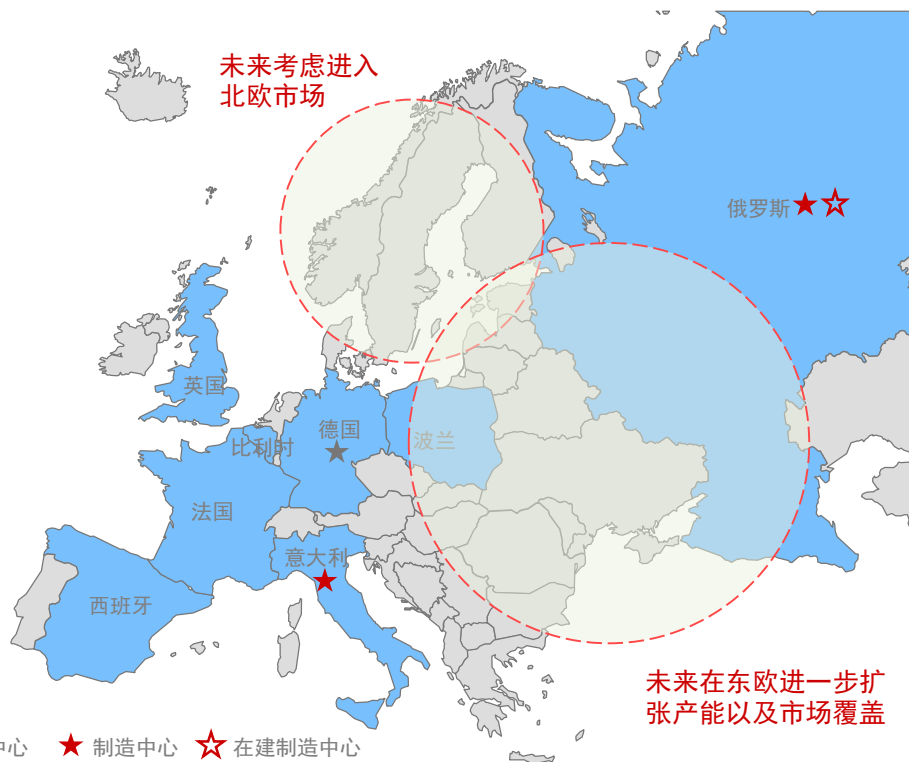 未来考虑进入
北欧市场
俄罗斯
英国
比利时
德国
波兰
法国
意大利
西班牙
未来在东欧进一步扩
张产能以及市场覆盖
中心
制造中心
在建制造中心